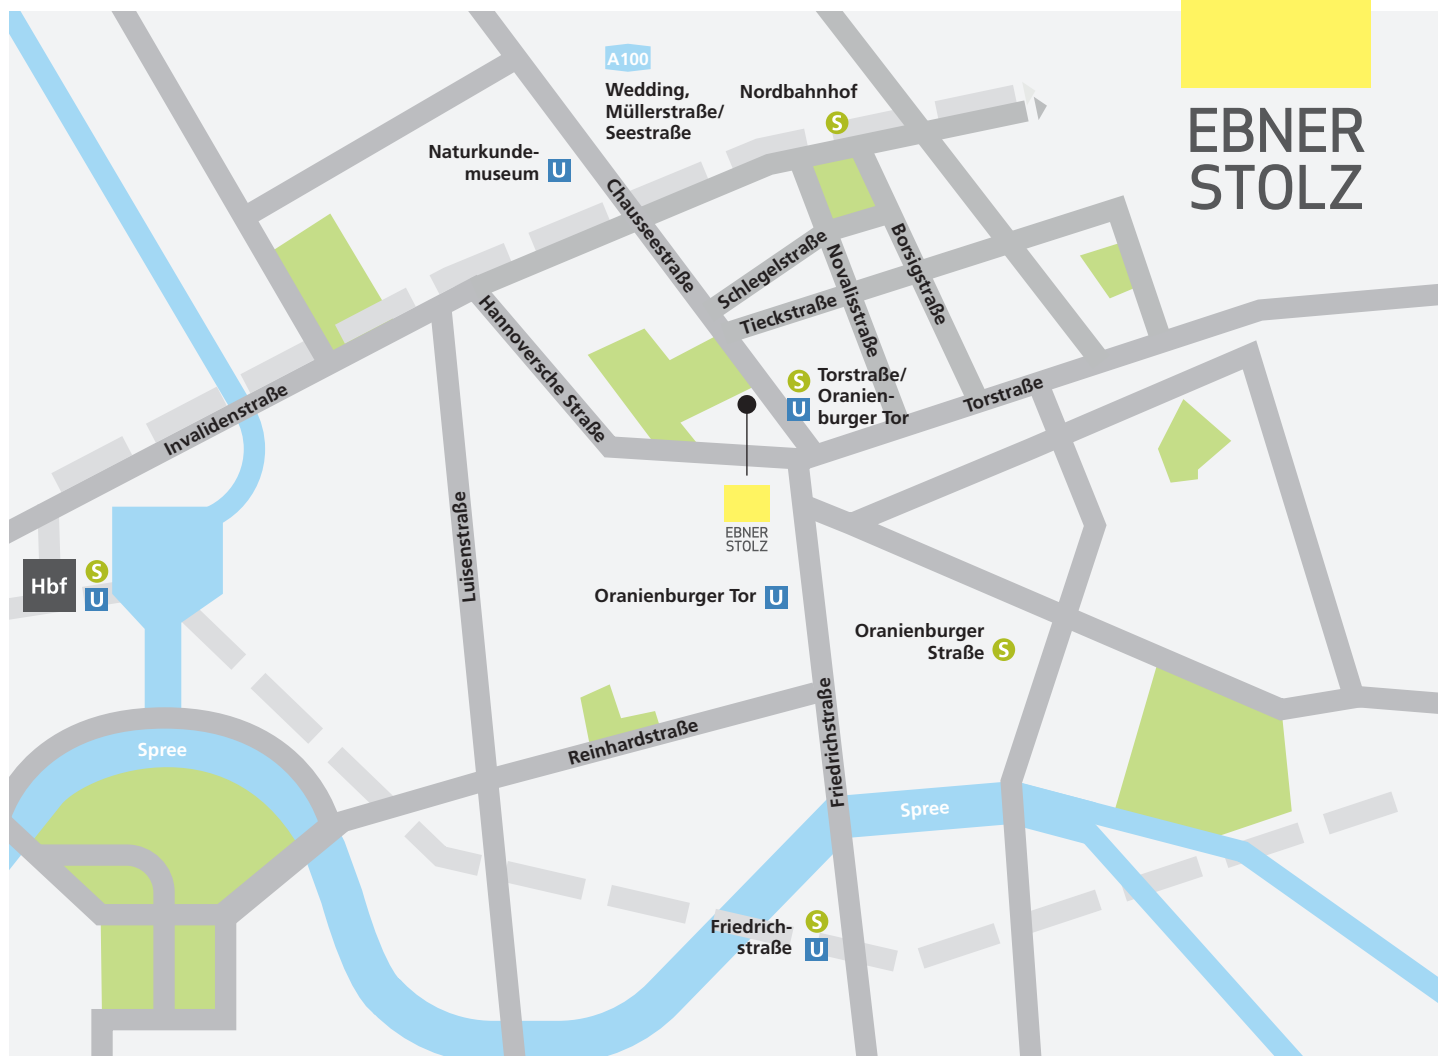 A100
Wedding,
Müllerstraße/
Seestraße
Nordbahnhof
S
EBNER
STOLZ
Naturkunde-
museum U
Chausseestraße
Schlegelstraße
Borsigstraße
Novalisstraße
Tieckstraße
Hannoversche Straße
S Torstraße/
U Oranien-
burger Tor
Torstraße
Invalidenstraße
Luisenstraße
EBNER
STOLZ
Hbf
S
U
Oranienburger Tor U
Oranienburger
Straße S
Friedrichstraße
Reinhardstraße
Spree
Spree
Friedrich-
straße
S
U